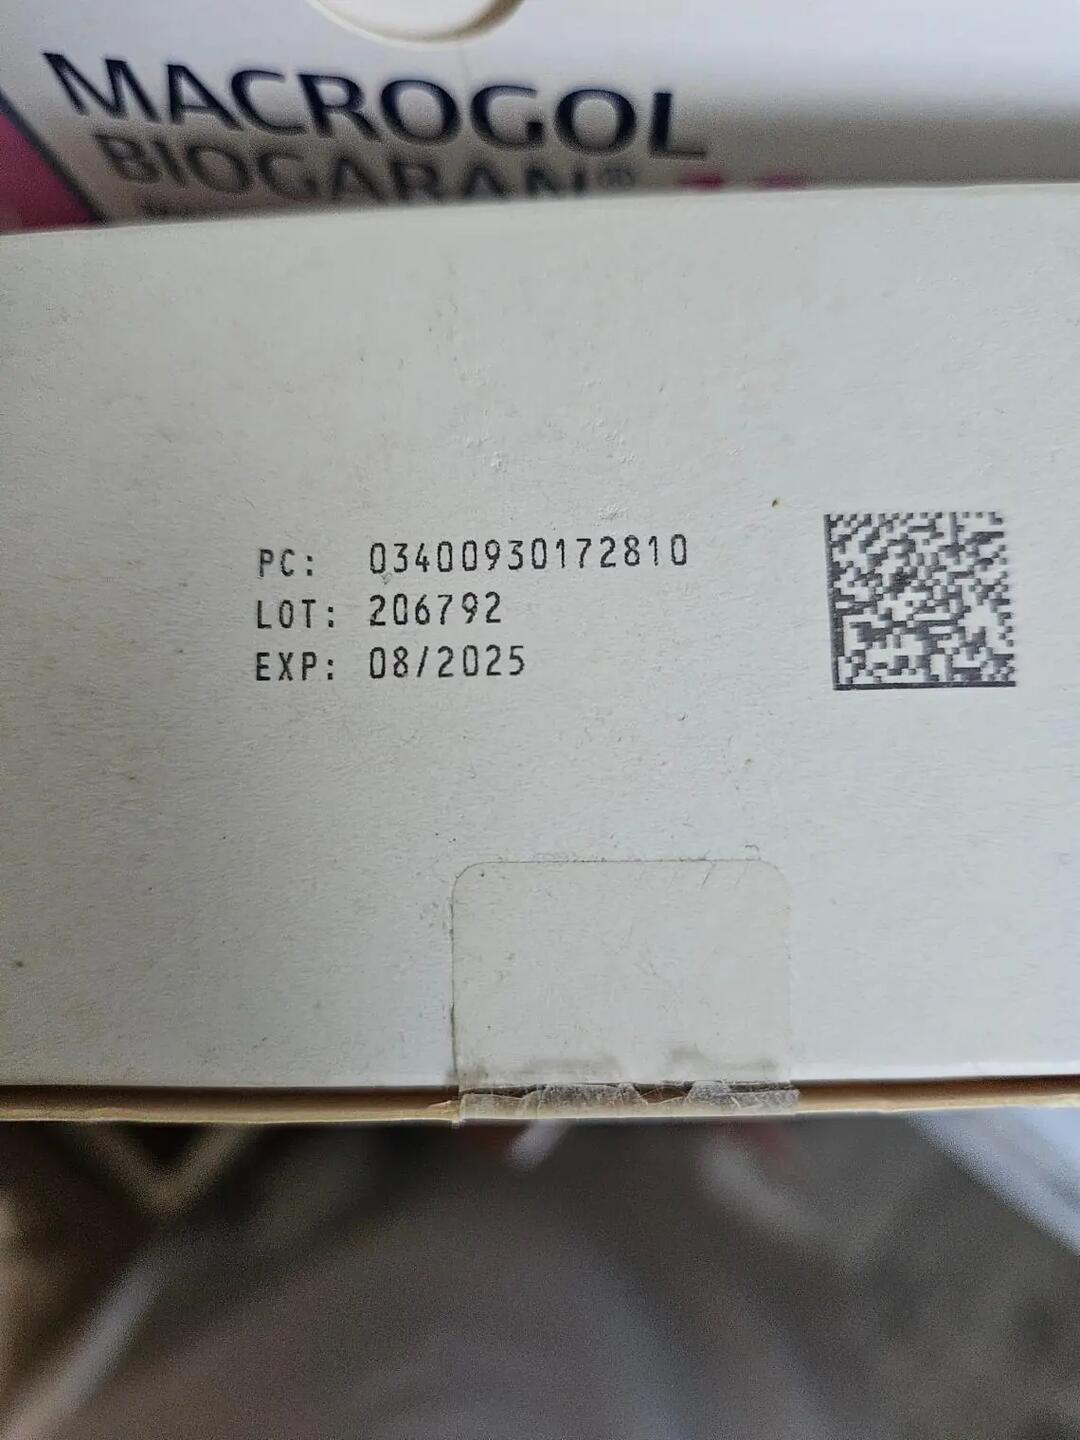 MACROGOL
BIOGARAN®
PC: 03400930172810
LOT: 206792
EXP: 08/2025